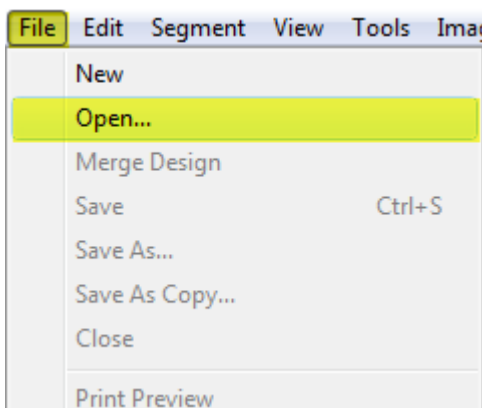 File Edit Segment View Tools
New
Open...
Merge Design
Save Ctrl+S
Save As...
Save As Copy...
Close
Print Preview